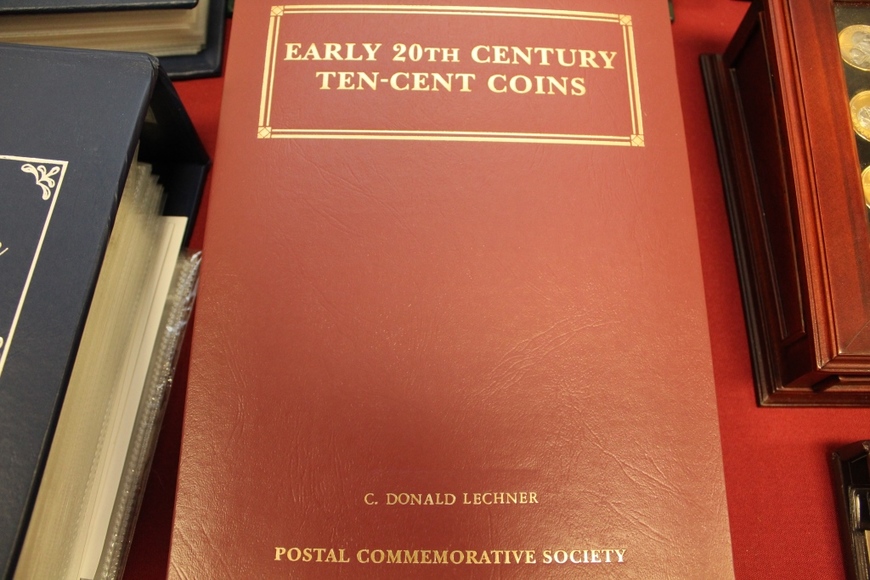 EARLY 20TH CENTURY
TEN-CENT COINS
C. DONALD LECHNER
POSTAL COMMEMORATIVE SOCIETY